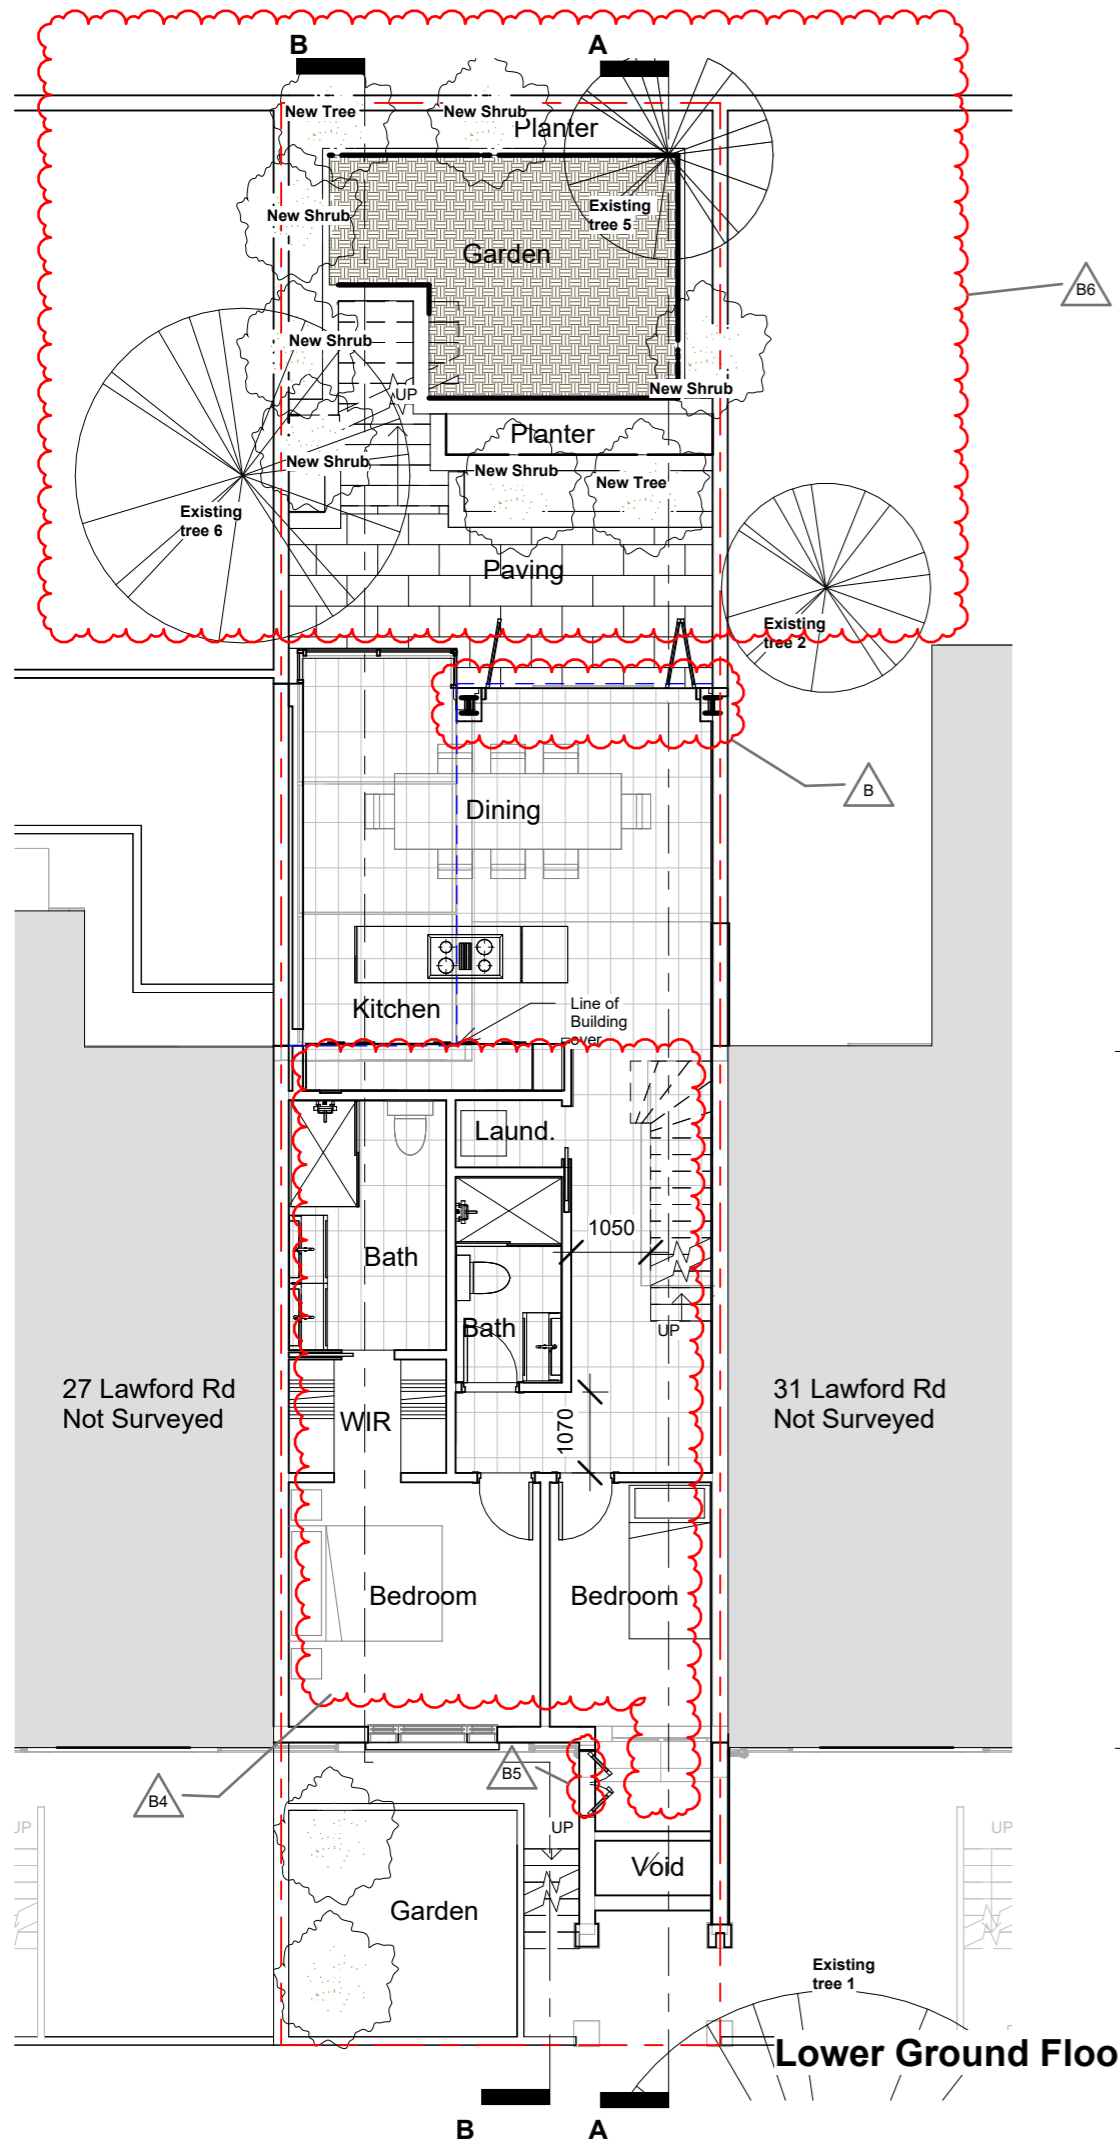 B
A
New Tree
New Shrub
Planter
New Shrub
Existing
tree 5
Garden
B6
New Shrub
New Shrub
UP
Planter
New Shrub
New Shrub
New Tree
Existing
tree 6
Paving
Existing
tree 2
B
Dining
Kitchen
Line of
Building
over
Laund.
1050
Bath
Bath
UP
27 Lawford Rd
Not Surveyed
31 Lawford Rd
Not Surveyed
WIR
1070
Bedroom
Bedroom
B5
B4
UP
UP
UP
Void
Garden
Existing
tree 1
Lower Ground Floo
B
A